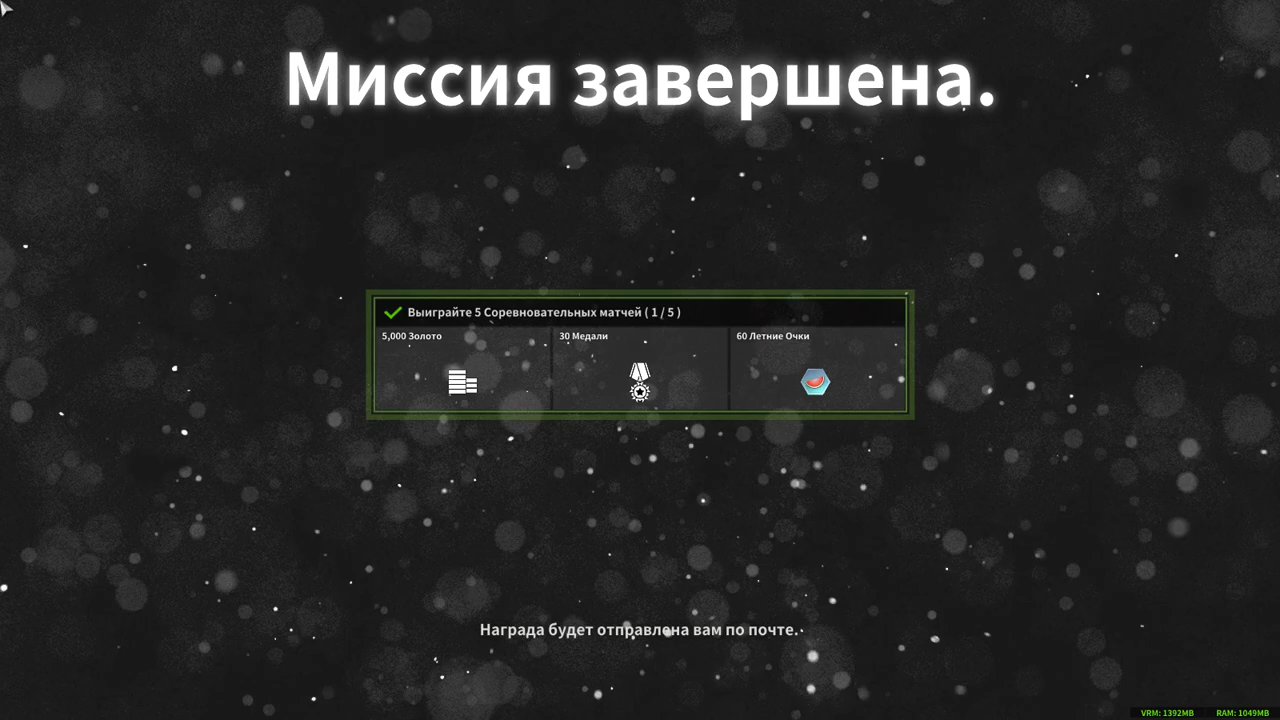 Миссия завершена.
Выиграйте 5 Соревновательных матчей ( 1 / 5 )
5,000 Золото
30 Медали
60 Летние Очки
Награда будет отправлена вам по почте.
VRM: 1392MB RAM: 1049MB